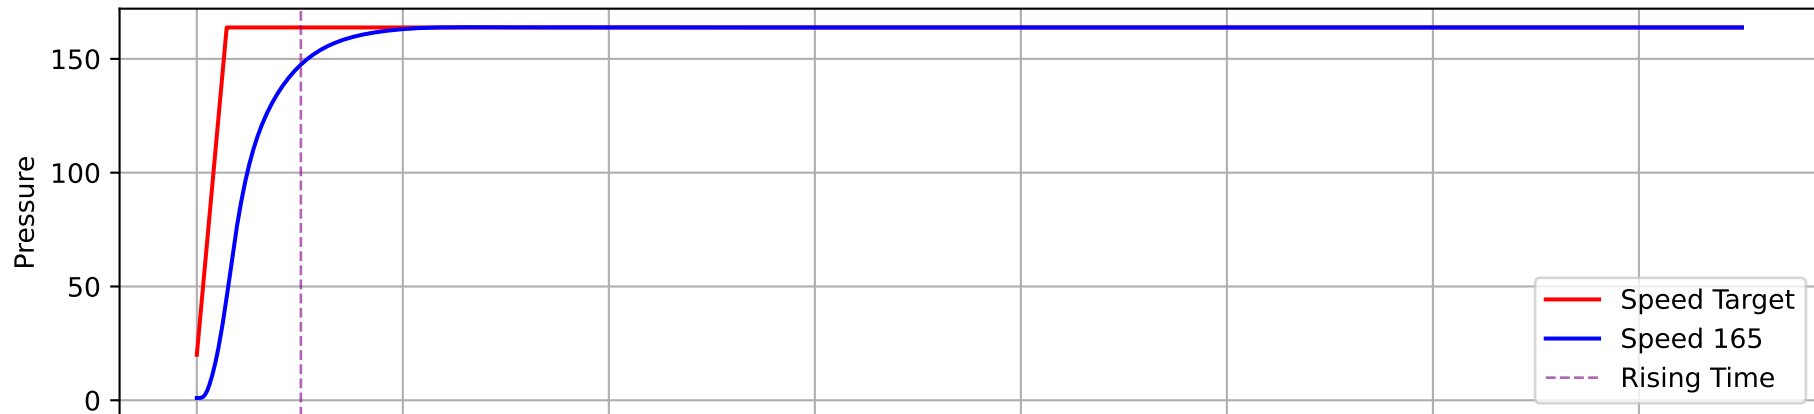 Pressure
150
100
50
0
Speed Target
Speed 165
Rising Time